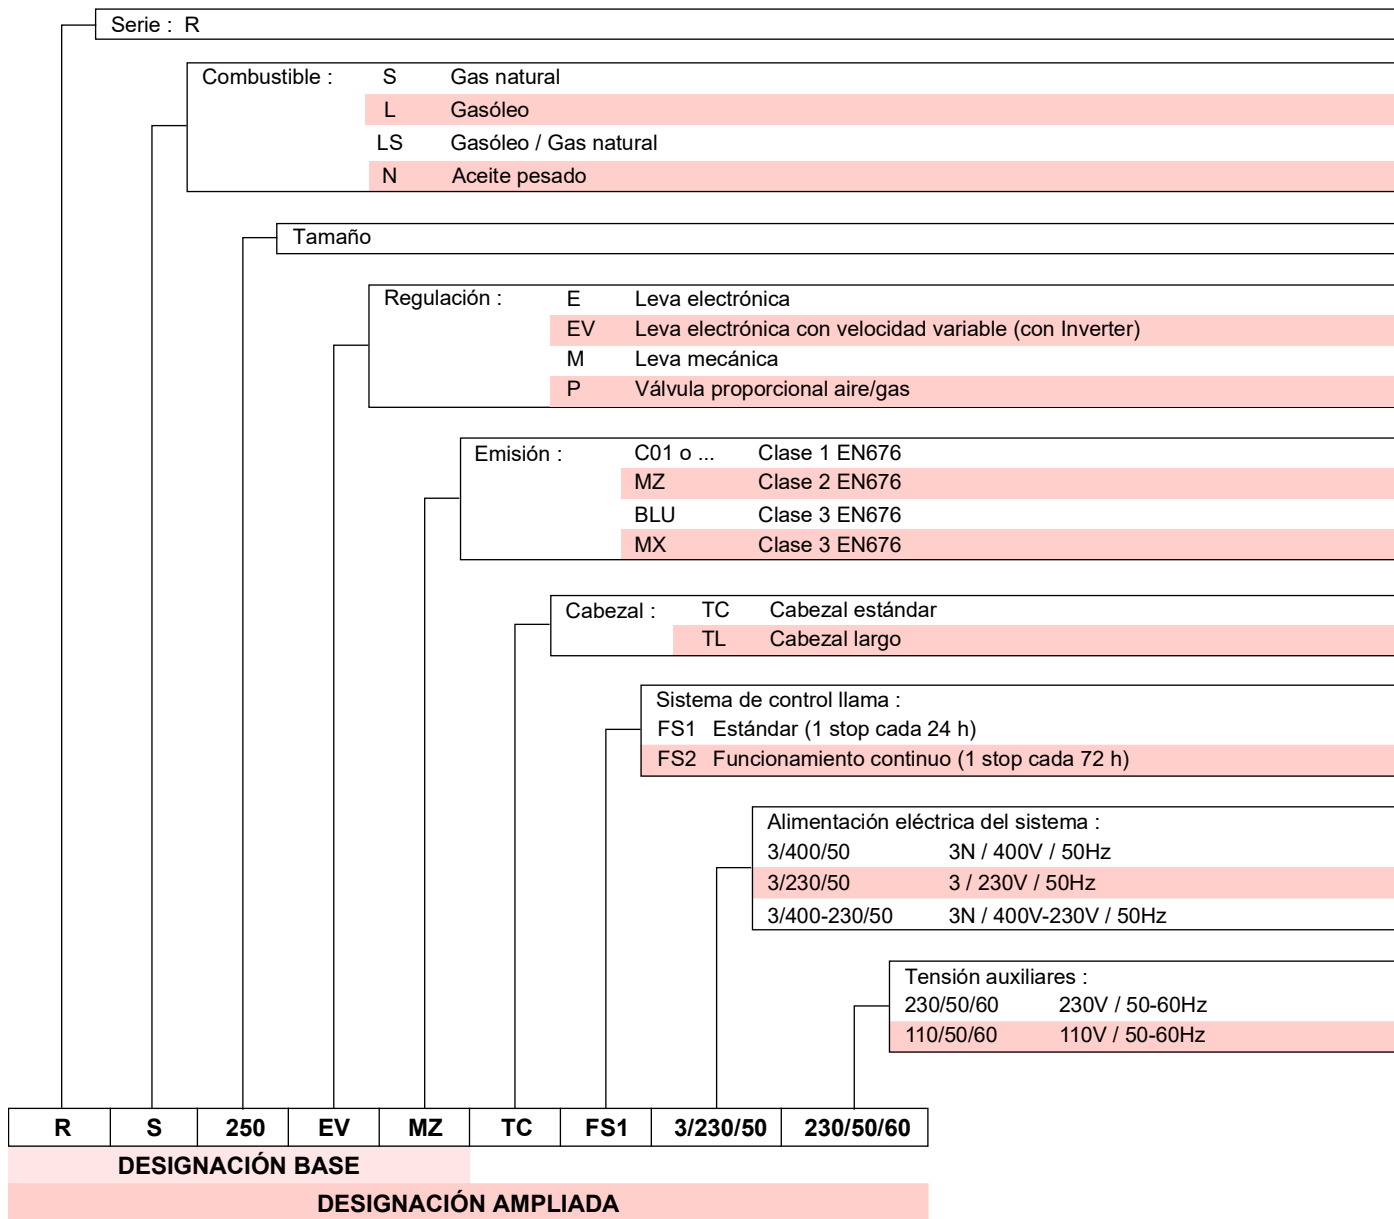 Serie : R
Combustible : S Gas natural
L Gasóleo
LS Gasóleo / Gas natural
N Aceite pesado
Tamaño
Regulación : E Leva electrónica
EV Leva electrónica con velocidad variable (con Inverter)
M Leva mecánica
P Válvula proporcional aire/gas
Emisión : C01 o ... Clase 1 EN676
MZ Clase 2 EN676
BLU Clase 3 EN676
MX Clase 3 EN676
Cabezal : TC Cabezal estándar
TL Cabezal largo
Sistema de control llama :
FS1 Estándar (1 stop cada 24 h)
FS2 Funcionamiento continuo (1 stop cada 72 h)
Alimentación eléctrica del sistema :
3/400/50 3N / 400V / 50Hz
3/230/50 3 / 230V / 50Hz
3/400-230/50 3N / 400V-230V / 50Hz
Tensión auxiliares :
230/50/60 230V / 50-60Hz
110/50/60 110V / 50-60Hz
R S 250 EV MZ TC FS1 3/230/50 230/50/60
DESIGNACIÓN BASE
DESIGNACIÓN AMPLIADA